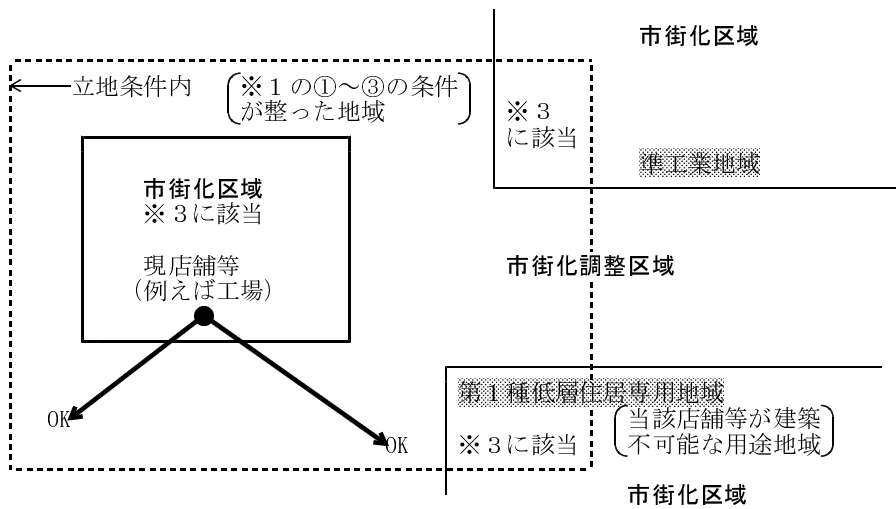 市街化区域
立地条件内
※１の①～③の条件
が整った地域
※３
に該当
準工業地域
市街化区域
※３に該当
現店舗等
（例えば工場）
市街化調整区域
第１種低層住居専用地域
当該店舗等が建築
不可能な用途地域
OK
OK
※３に該当
市街化区域